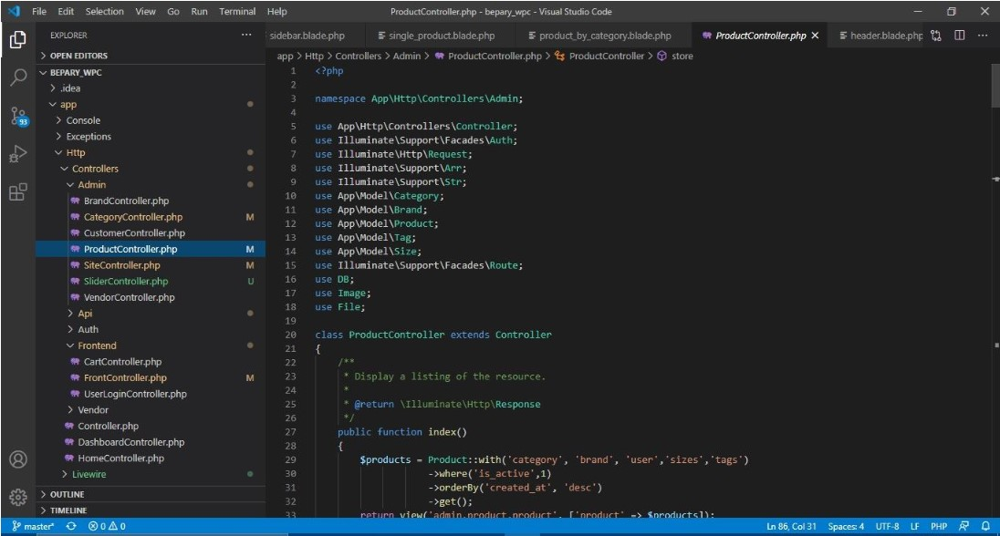 File Edit Selection View Go Run Terminal Help ProductController.php - bepary_wpc - Visual Studio Code
EXPLORER
sidebar.blade.php single_product.blade.php product_by_category.blade.php ProductController.php header.blade.php
OPEN EDITORS
BEPARY_WPC
.idea
app
Console
Exceptions
Http
Controllers
Admin
BrandController.php
CategoryController.php M
CustomerController.php
ProductController.php M
SiteController.php M
SliderController.php U
VendorController.php
Api
Auth
Frontend
CartController.php
FrontController.php M
UserLoginController.php
Vendor
Controller.php
DashboardController.php
HomeController.php
Livewire
OUTLINE
TIMELINE
93
app > Http > Controllers > Admin > ProductController.php > ProductController > store
1 <?php
2
3 namespace App\Http\Controllers\Admin;
4
5 use App\Http\Controllers\Controller;
6 use Illuminate\Support\Facades\Auth;
7 use Illuminate\Http\Request;
8 use Illuminate\Support\Arr;
9 use Illuminate\Support\Str;
10 use App\Model\Category;
11 use App\Model\Brand;
12 use App\Model\Product;
13 use App\Model\Tag;
14 use App\Model\Size;
15 use Illuminate\Support\Facades\Route;
16 use DB;
17 use Image;
18 use File;
19
20 class ProductController extends Controller
21 {
22 /**
23 * Display a listing of the resource.
24 *
25 * @return \Illuminate\Http\Response
26 */
27 public function index()
28 {
29 $products = Product::with('category', 'brand', 'user','sizes','tags')
30 ->where('is_active',1)
31 ->orderBy('created_at', 'desc')
32 ->get();
33 return view('admin.product.product', ['product' => $products]);
master* 0 0 Ln 86, Col 31 Spaces: 4 UTF-8 LF PHP